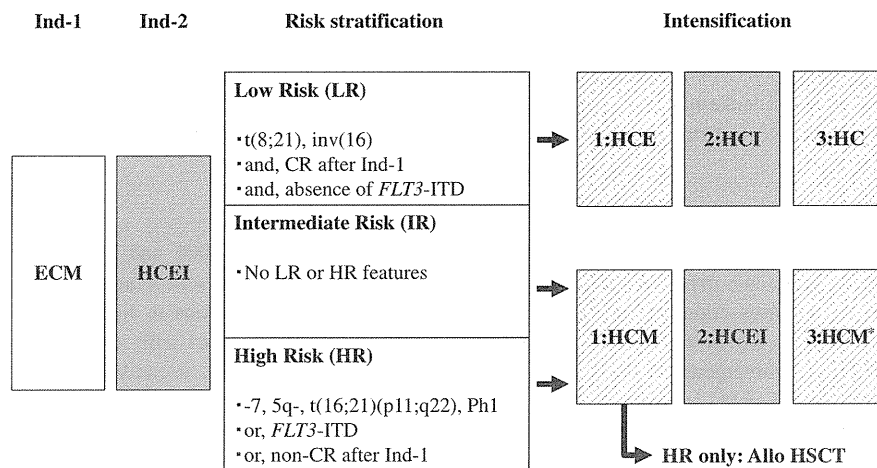 Ind-1 Ind-2 Risk stratification Intensification
Low Risk (LR)
・t(8;21), inv(16)
・and, CR after Ind-1
・and, absence of FLT3-ITD
Intermediate Risk (IR)
・No LR or HR features
High Risk (HR)
・-7, 5q-, t(16;21)(p11;q22), Ph1
・or, FLT3-ITD
・or, non-CR after Ind-1
ECM HCEI
1:HCE 2:HCI 3:HC
1:HCM 2:HCEI 3:HCM*
HR only: Allo HSCT